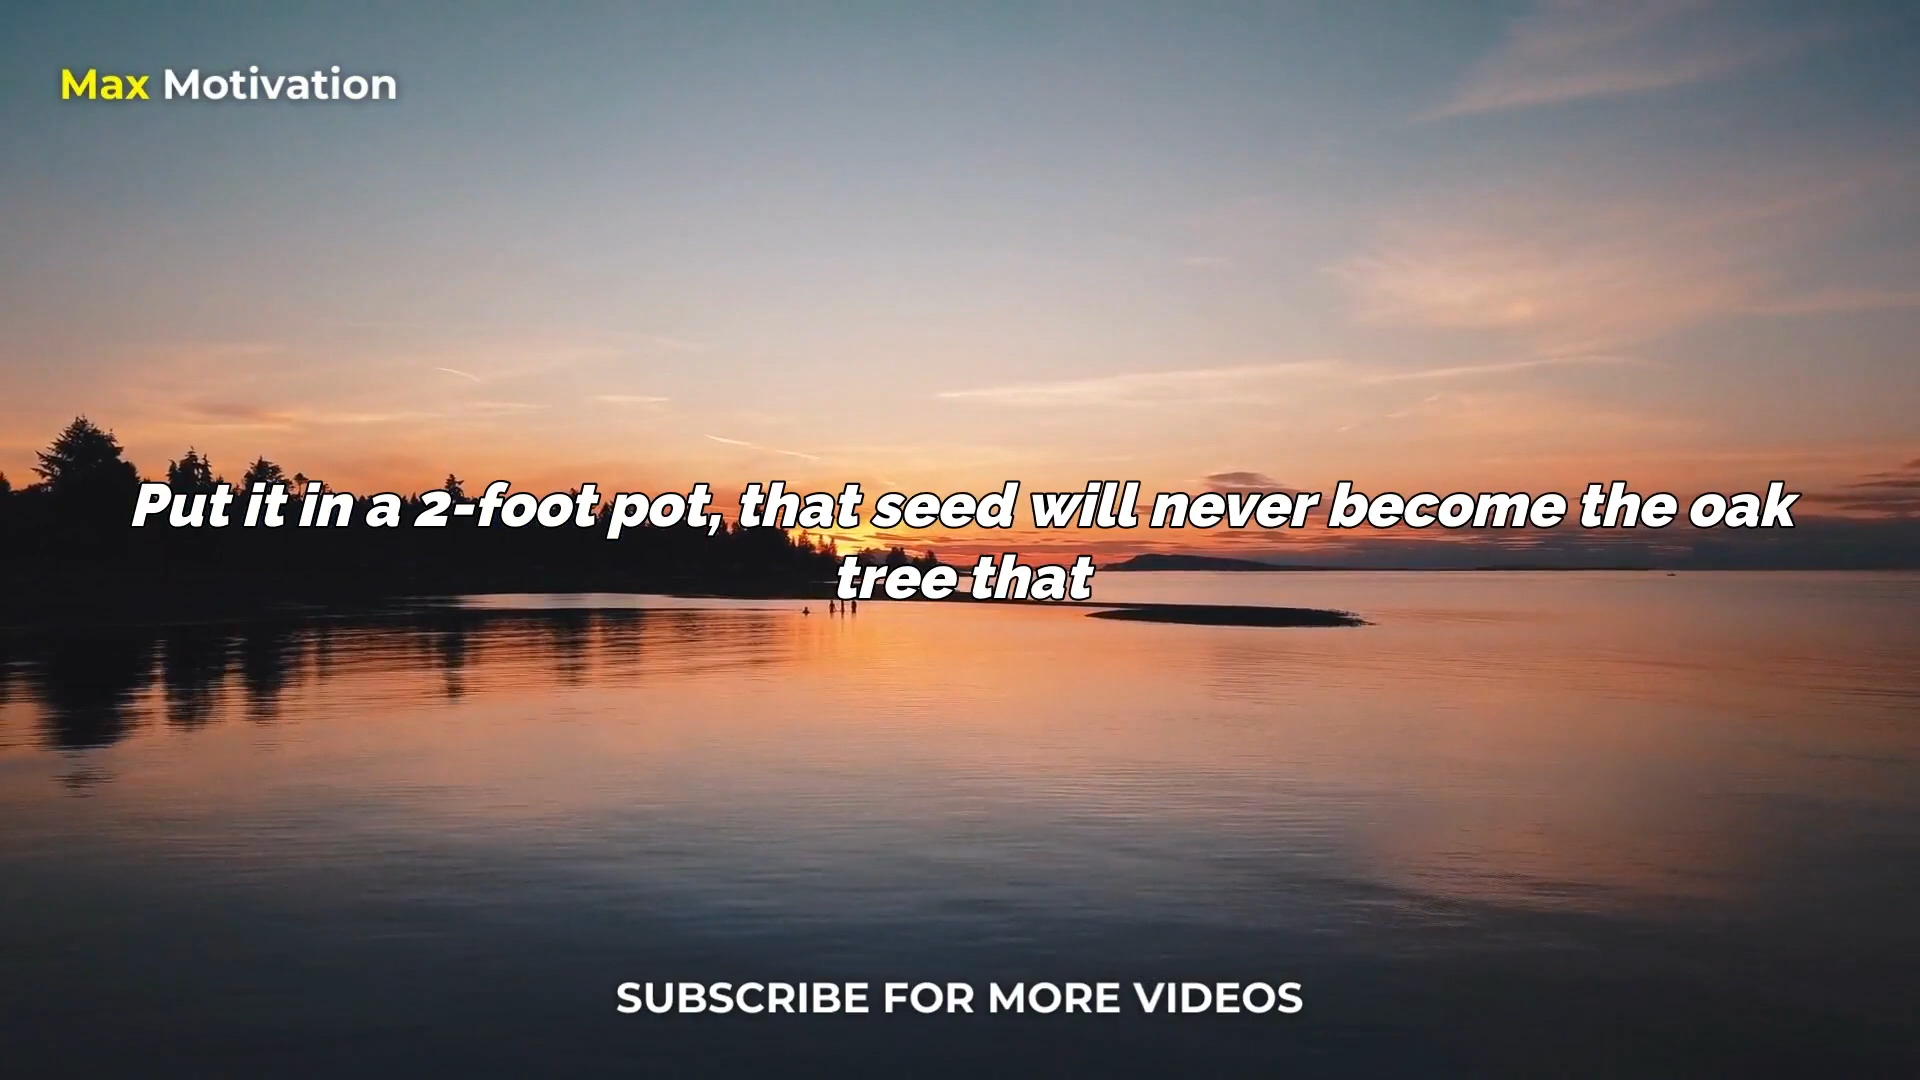 Max Motivation
Put it in a 2-foot pot, that seed will never become the oak
tree that
SUBSCRIBE FOR MORE VIDEOS